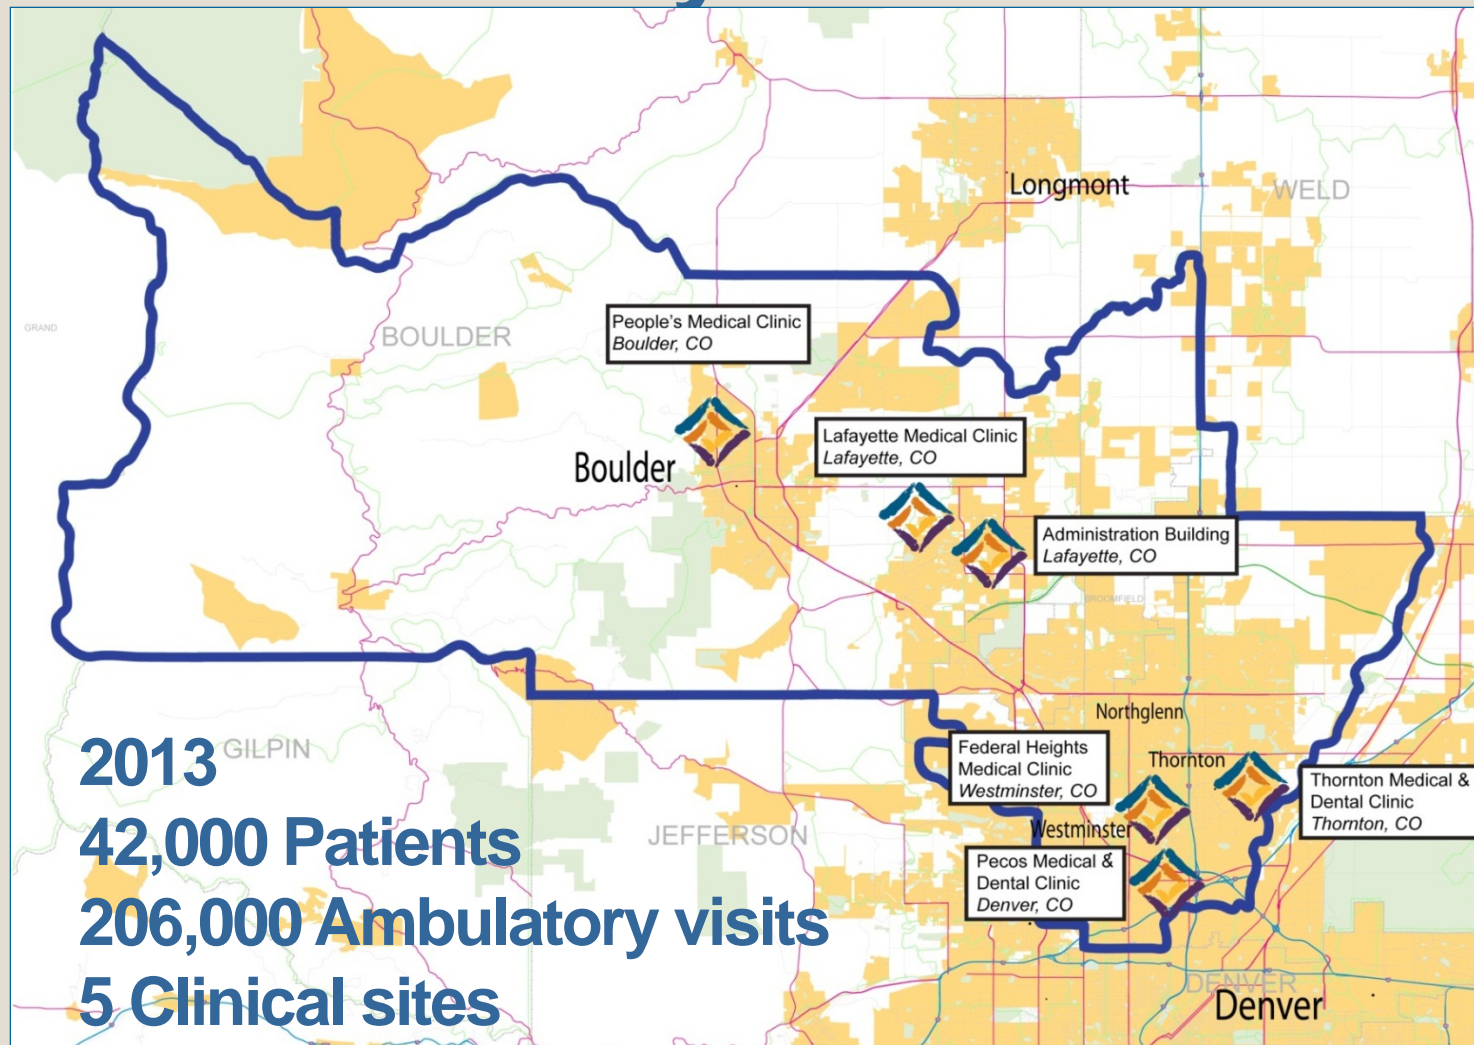 Longmont
WELD
GRAND
BOULDER
People's Medical Clinic
Boulder, CO
Lafayette Medical Clinic
Lafayette, CO
Boulder
Administration Building
Lafayette, CO
BROOMFIELD
Northglenn
Federal Heights
Medical Clinic
Westminster, CO
Thornton
Thornton Medical &
Dental Clinic
Thornton, CO
Westminster
Pecos Medical &
Dental Clinic
Denver, CO
GILPIN
JEFFERSON
DENVER
Denver
2013
42,000 Patients
206,000 Ambulatory visits
5 Clinical sites